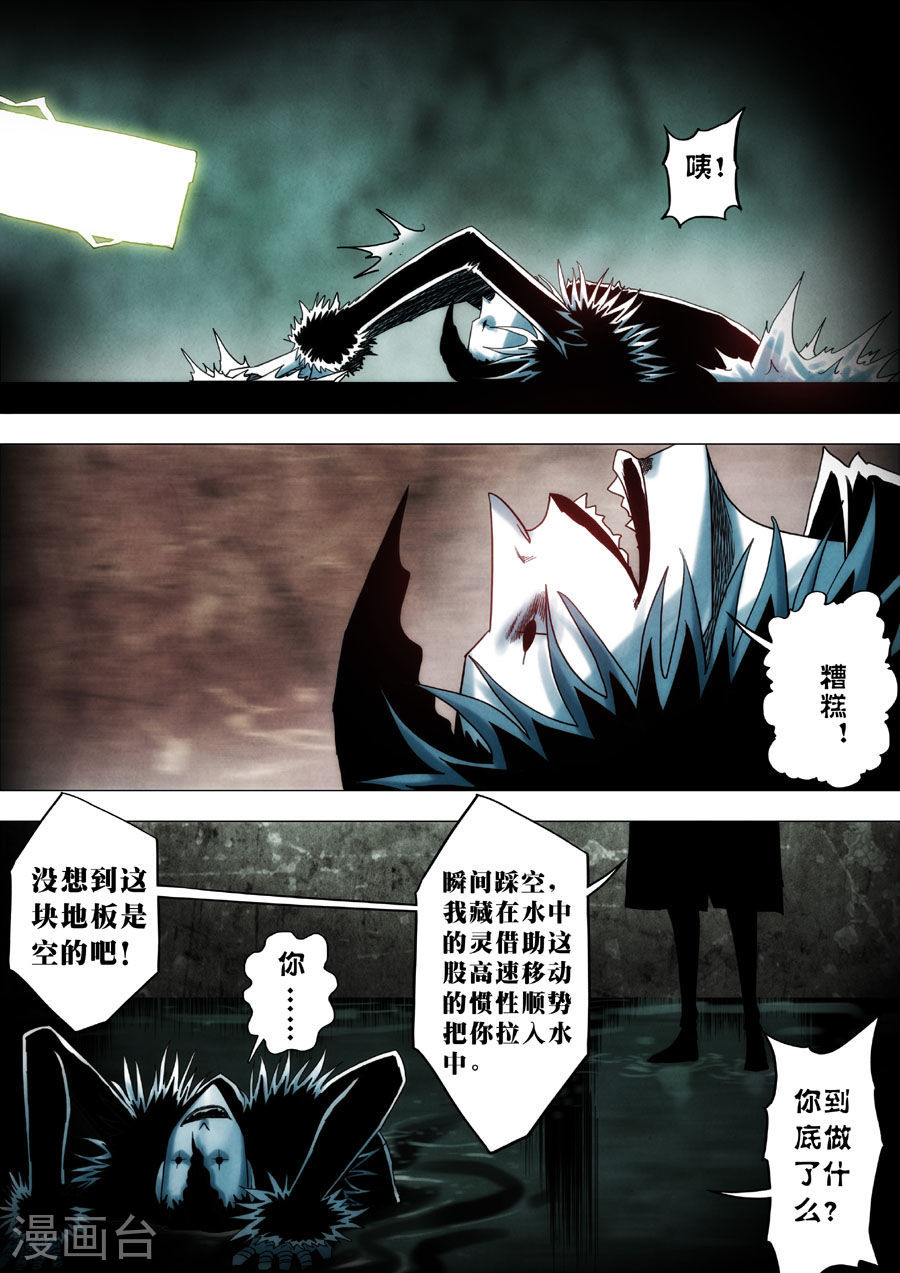 咦！
糟糕！
没想到这
块地板是
空的吧！
你……
瞬间踩空，
我藏在水中
的灵借助这
股高速移动
的惯性顺势
把你拉入水
中。
你到
底做
了什
么？
漫画台